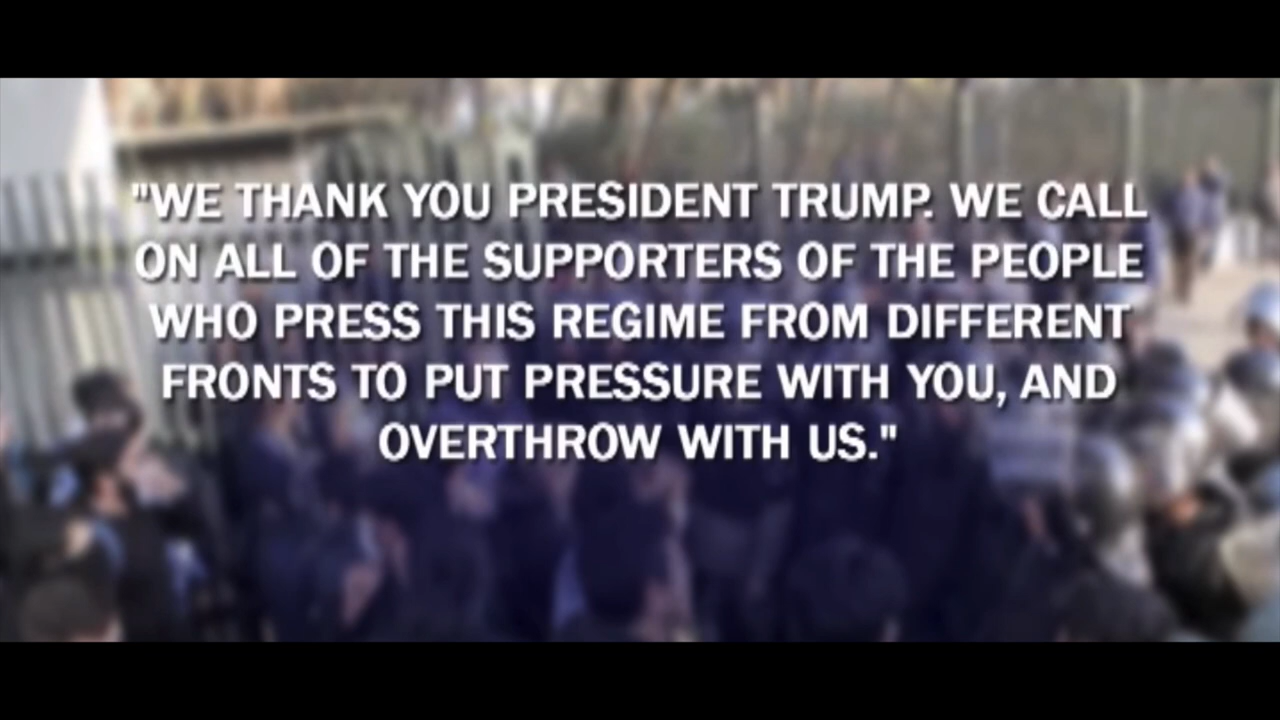 "WE THANK YOU PRESIDENT TRUMP. WE CALL
ON ALL OF THE SUPPORTERS OF THE PEOPLE
WHO PRESS THIS REGIME FROM DIFFERENT
FRONTS TO PUT PRESSURE WITH YOU, AND
OVERTHROW WITH US."